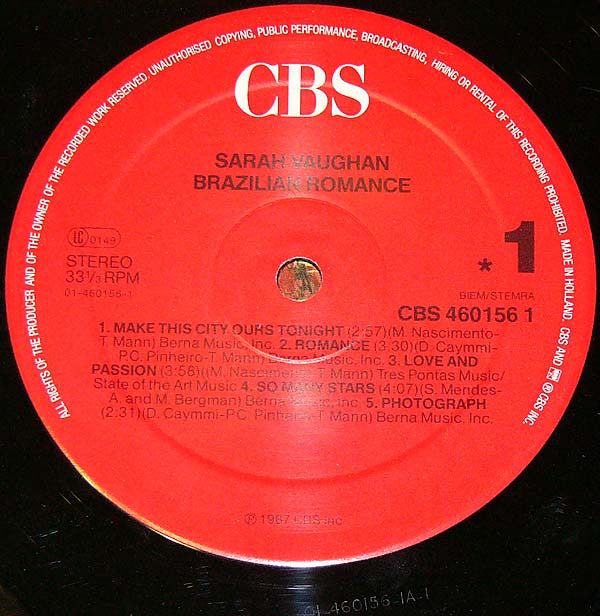 ALL RIGHTS OF THE PRODUCER AND OF THE OWNER OF THE RECORDED WORK RESERVED. UNAUTHORISED COPYING, PUBLIC PERFORMANCE, BROADCASTING, HIRING OR RENTAL OF THIS RECORDING PROHIBITED. MADE IN HOLLAND. CBS AND ℗ CBS INC.
CBS
SARAH VAUGHAN
BRAZILIAN ROMANCE
LC 0149
STEREO
33⅓ RPM
01-460156-1
* 1
BIEM/STEMRA
CBS 460156 1
1. MAKE THIS CITY OURS TONIGHT (2:57)(M. Nascimento-
T. Mann) Berna Music. Inc. 2. ROMANCE (3:30)(D. Caymmi-
P.C. Pinheiro-T. Mann) Berna Music, Inc. 3. LOVE AND
PASSION (3:58)((M. Nascimento-T. Mann) Tres Pontas Music/
State of the Art Music 4. SO MANY STARS (4:07)(S. Mendes-
A. and M. Bergman) Berna Music, inc 5. PHOTOGRAPH
(2:31)(D. Caymmi-P.C. Pinheiro-T. Mann) Berna Music, Inc.
℗ 1987 CBS Inc
01-460156-1A-1